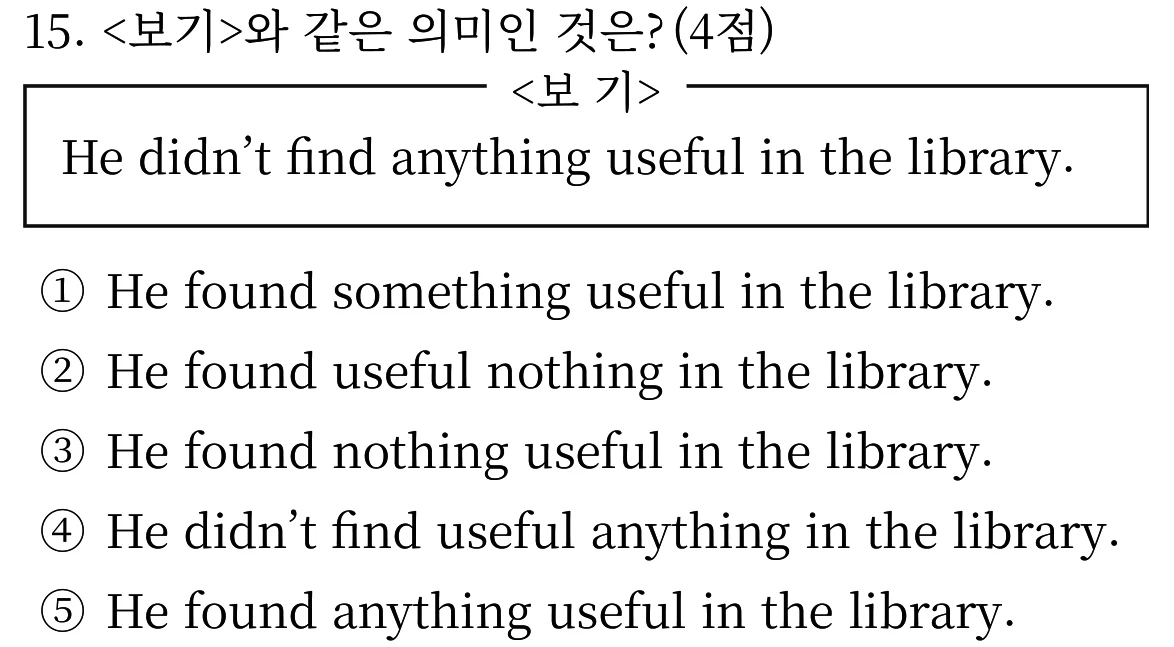 15. <보기>와 같은 의미인 것은?(4점)
<보 기>
He didn’t find anything useful in the library.
① He found something useful in the library.
② He found useful nothing in the library.
③ He found nothing useful in the library.
④ He didn’t find useful anything in the library.
⑤ He found anything useful in the library.